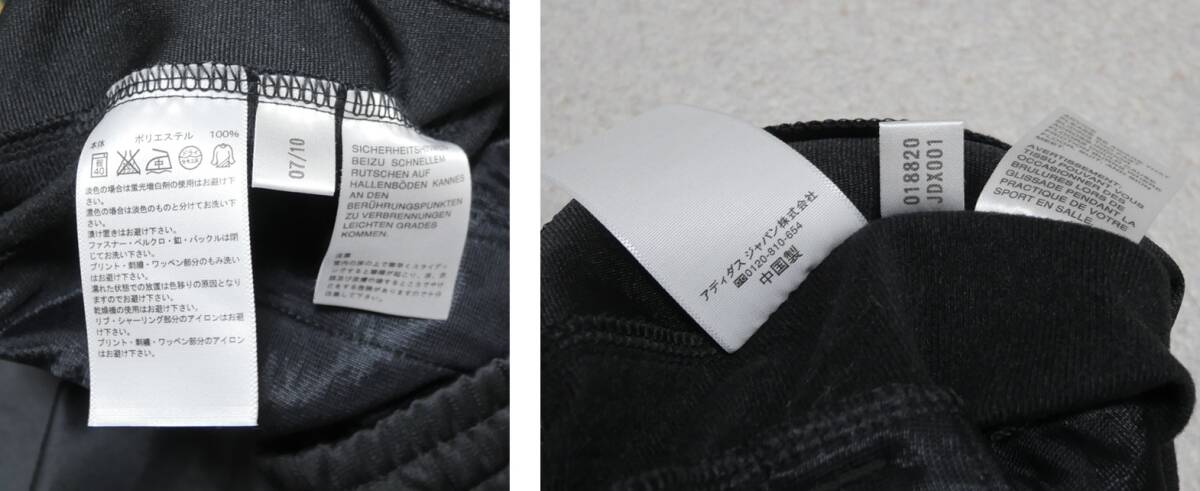 本体 ポリエステル 100%
弱
40
淡色の場合は蛍光増白剤の使用はお避け下
さい。
濃色の場合は淡色のものと分けてお洗い下
さい。
漬け置きはお避け下さい。
ファスナー・ベルクロ・釦・バックルは閉
じてお洗い下さい。
プリント・刺繍・ワッペン部分のもみ洗い
はお避け下さい。
濡れた状態での放置は色移りの原因となり
ますのでお避け下さい。
乾燥機の使用はお避け下さい。
リブ・シャーリング部分のアイロンはお避
け下さい。
プリント・刺繍・ワッペン部分のアイロン
はお避け下さい。
07/10
BEIZU SCHNELLEM
RUTSCHEN AUF
HALLENBÖDEN KANNES
AN DEN
BERÜHRUNGSPUNKTEN
ZU VERBRENNUNGEN
LEICHTEN GRADES
KOMMEN.
注意
アディダス ジャパン株式会社
0120-810-654
中国製
018820
JDX001
AVERTISSEMENT:
TISSU POUVANT
OCCASIONNER DES
BRULURES LORS DE
GLISSADE PENDANT LA
PRACTIQUE DE VOTRE
SPORT EN SALLE.